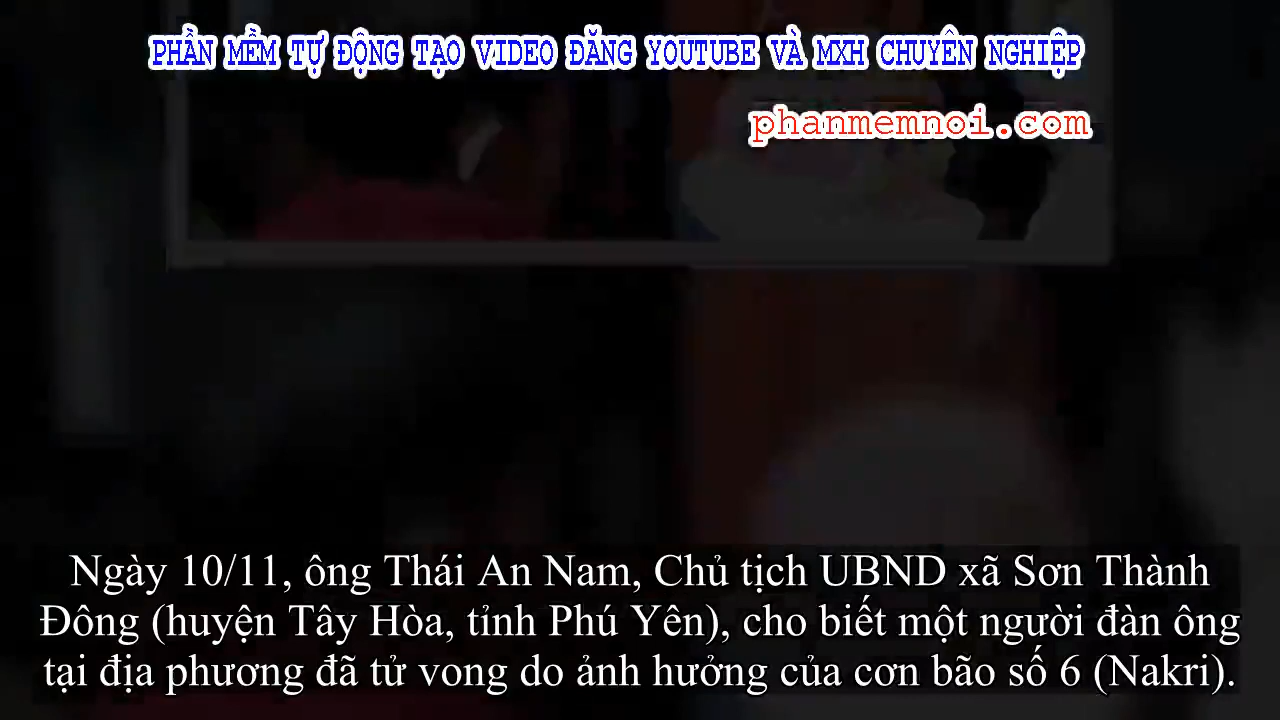 PHẦN MỀM TỰ ĐỘNG TẠO VIDEO ĐĂNG YOUTUBE VÀ MXH CHUYÊN NGHIỆP
phanmemnoi.com
Ngày 10/11, ông Thái An Nam, Chủ tịch UBND xã Sơn Thành
Đông (huyện Tây Hòa, tỉnh Phú Yên), cho biết một người đàn ông
tại địa phương đã tử vong do ảnh hưởng của cơn bão số 6 (Nakri).